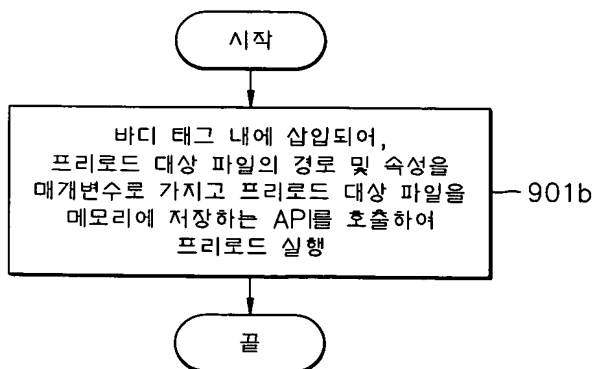 시작
바디 태그 내에 삽입되어,
프리로드 대상 파일의 경로 및 속성을
매개변수로 가지고 프리로드 대상 파일을
메모리에 저장하는 API를 호출하여
프리로드 실행
901b
끝